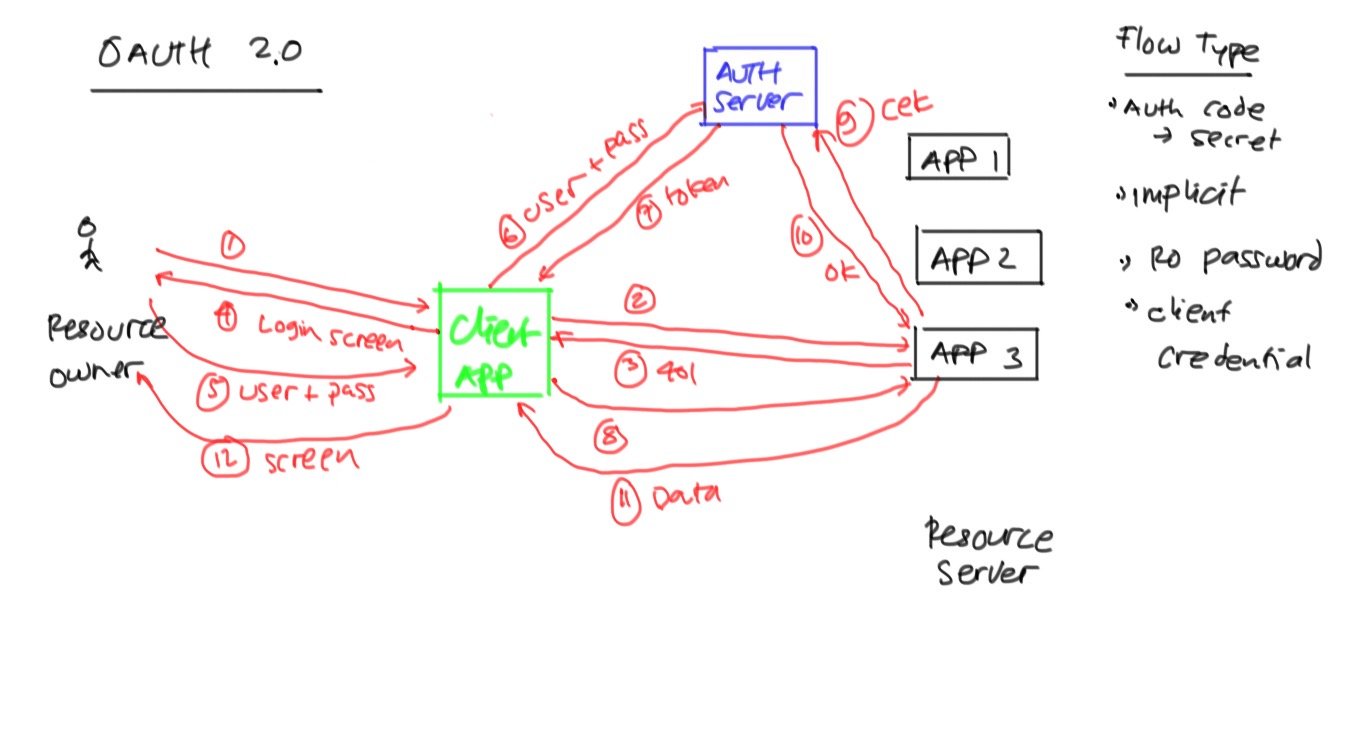 OAUTH 2.0
AUTH
Server
9 cek
APP 1
6 user + pass
7 token
10
ok
APP 2
1
4 Login screen
2
Client
APP
3 401
APP 3
Resource
owner
5 user + pass
8
12 screen
11 Data
Resource
Server
Flow Type
Auth code
→ secret
Implicit
RO password
client
credential